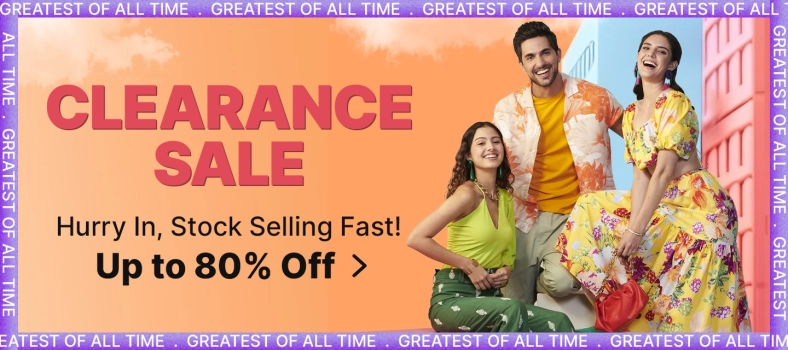 GREATEST OF ALL TIME . GREATEST OF ALL TIME . GREATEST OF ALL TIME . GREATEST OF ALL T
ALL TIME . GREATEST OF ALL TIME
CLEARANCE
SALE
Hurry In, Stock Selling Fast!
Up to 80% Off >
GREATEST OF ALL TIME . GREATEST
EATEST OF ALL TIME . GREATEST OF ALL TIME . GREATEST OF ALL TIME . GREATEST OF ALL TIM